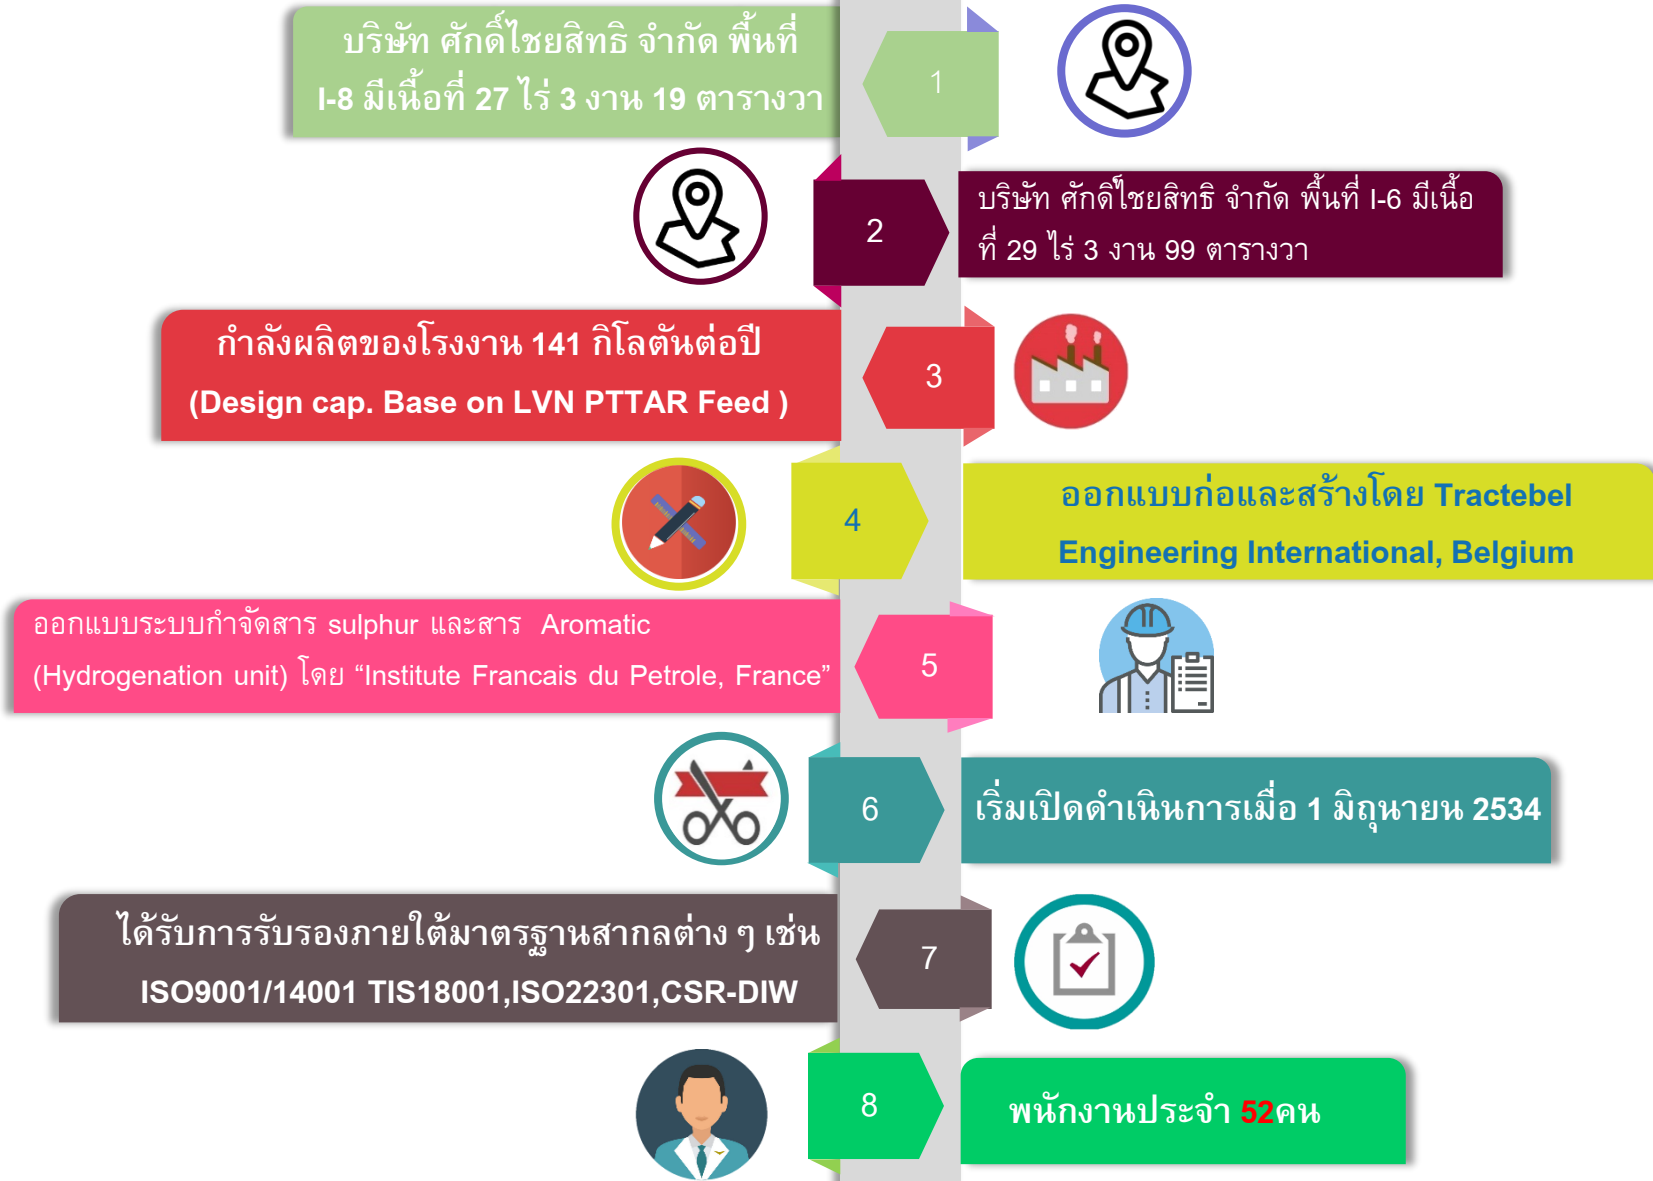 บริษัท ศักดิ์ไชยสิทธิ จำกัด พื้นที่
I-8 มีเนื้อที่ 27 ไร่ 3 งาน 19 ตารางวา
1
2
บริษัท ศักดิ์ไชยสิทธิ จำกัด พื้นที่ I-6 มีเนื้อ
ที่ 29 ไร่ 3 งาน 99 ตารางวา
กำลังผลิตของโรงงาน 141 กิโลตันต่อปี
(Design cap. Base on LVN PTTAR Feed )
3
4
ออกแบบก่อและสร้างโดย Tractebel
Engineering International, Belgium
ออกแบบระบบกำจัดสาร sulphur และสาร Aromatic
(Hydrogenation unit) โดย “Institute Francais du Petrole, France”
5
6
เริ่มเปิดดำเนินการเมื่อ 1 มิถุนายน 2534
ได้รับการรับรองภายใต้มาตรฐานสากลต่าง ๆ เช่น
ISO9001/14001 TIS18001,ISO22301,CSR-DIW
7
8
พนักงานประจำ 52คน